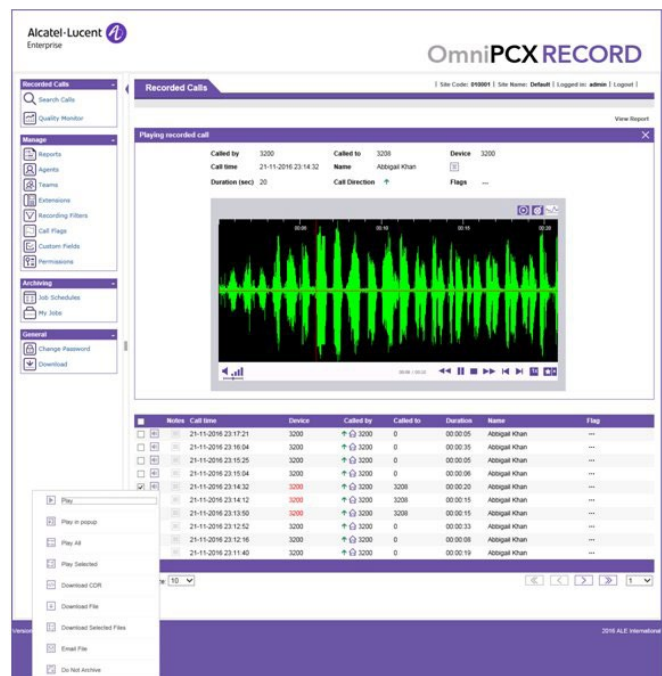 Alcatel·Lucent
Enterprise
OmniPCX RECORD
Recorded Calls
Search Calls
Quality Monitor
Manage
Reports
Agents
Teams
Extensions
Recording Filters
Call Flags
Custom Fields
Permissions
Archiving
Job Schedules
My Jobs
General
Change Password
Download
Recorded Calls
| Site Code: 010001 | Site Name: Default | Logged in: admin | Logout |
View Report
Playing recorded call
Called by 3200 Called to 3208 Device 3200
Call time 21-11-2016 23:14:32 Name Abbigail Khan
Duration (sec) 20 Call Direction Flags ---
00:05 00:10 00:15 00:20
Notes Call time Device Called by Called to Duration Name Flag
21-11-2016 23:17:21 3200 3200 0 00:00:05 Abbigail Khan ---
21-11-2016 23:16:04 3200 3200 0 00:00:35 Abbigail Khan ---
21-11-2016 23:15:25 3200 3200 0 00:00:05 Abbigail Khan ---
21-11-2016 23:15:04 3200 3200 0 00:00:06 Abbigail Khan ---
21-11-2016 23:14:32 3200 3200 3208 00:00:20 Abbigail Khan ---
21-11-2016 23:14:12 3200 3200 3208 00:00:15 Abbigail Khan ---
21-11-2016 23:13:50 3200 3200 3208 00:00:15 Abbigail Khan ---
21-11-2016 23:12:52 3200 3200 0 00:00:33 Abbigail Khan ---
21-11-2016 23:12:16 3200 3200 0 00:00:08 Abbigail Khan ---
21-11-2016 23:11:40 3200 3200 0 00:00:19 Abbigail Khan ---
10 1
Play
Play in popup
Play All
Play Selected
Download CDR
Download File
Download Selected Files
Email File
Do Not Archive
Version
2016 ALE International